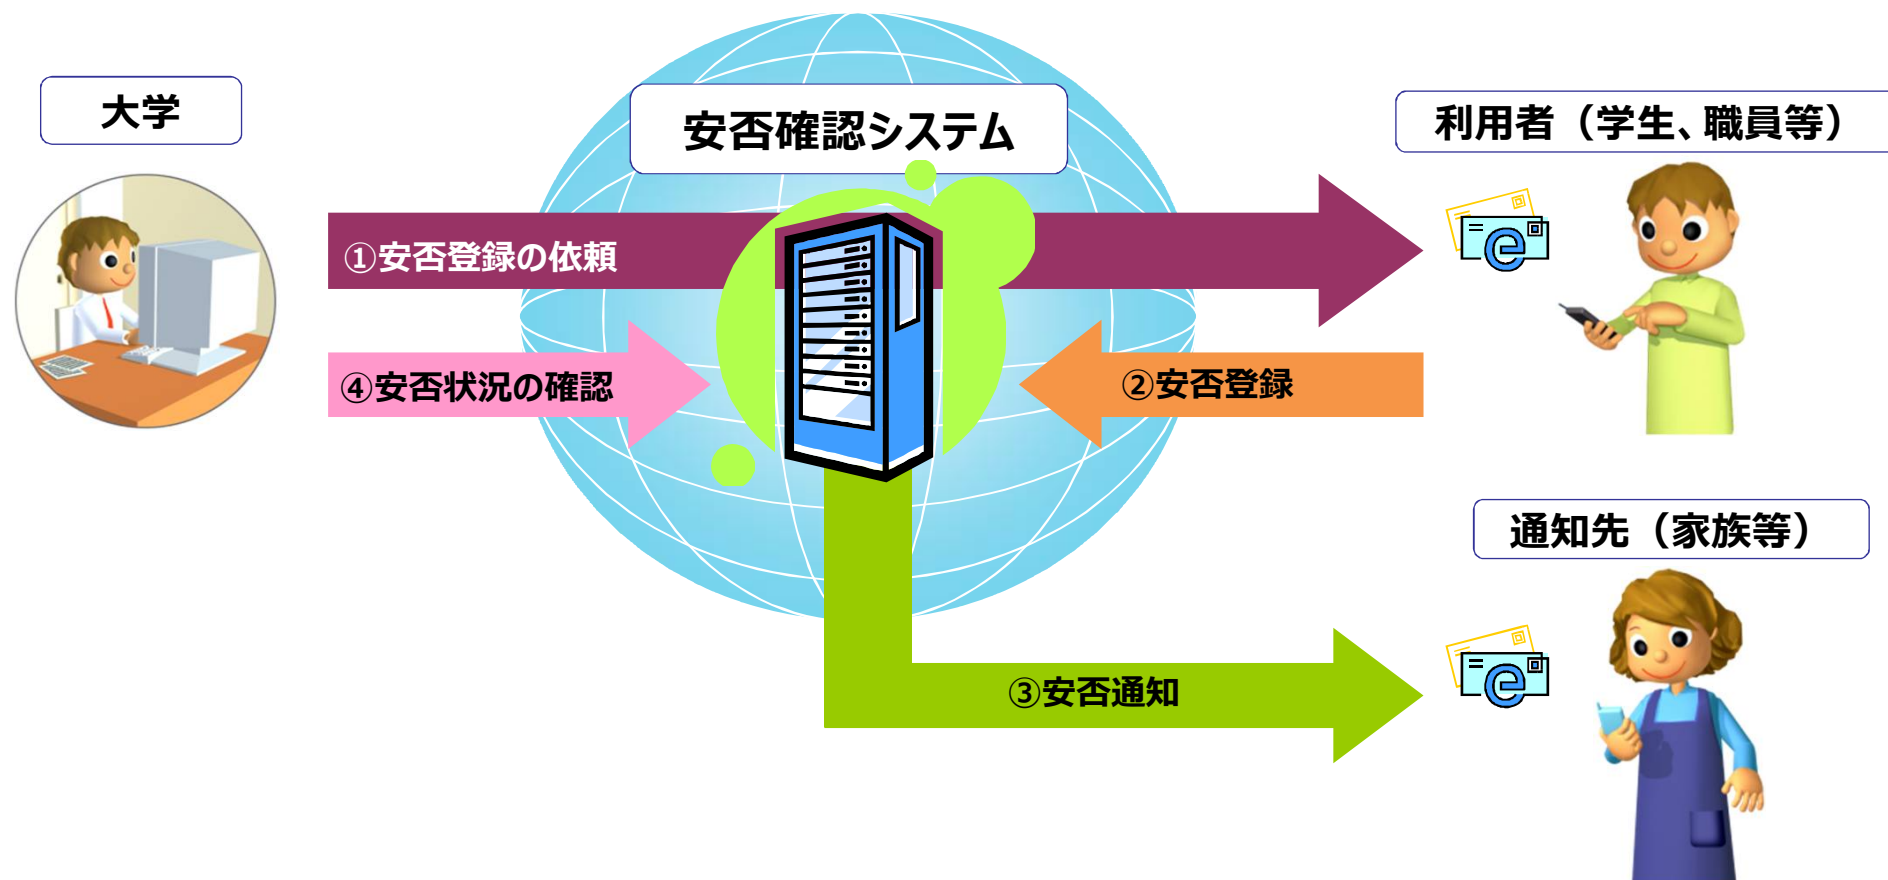 大学
安否確認システム
利用者（学生、職員等）
①安否登録の依頼
④安否状況の確認
②安否登録
通知先（家族等）
③安否通知